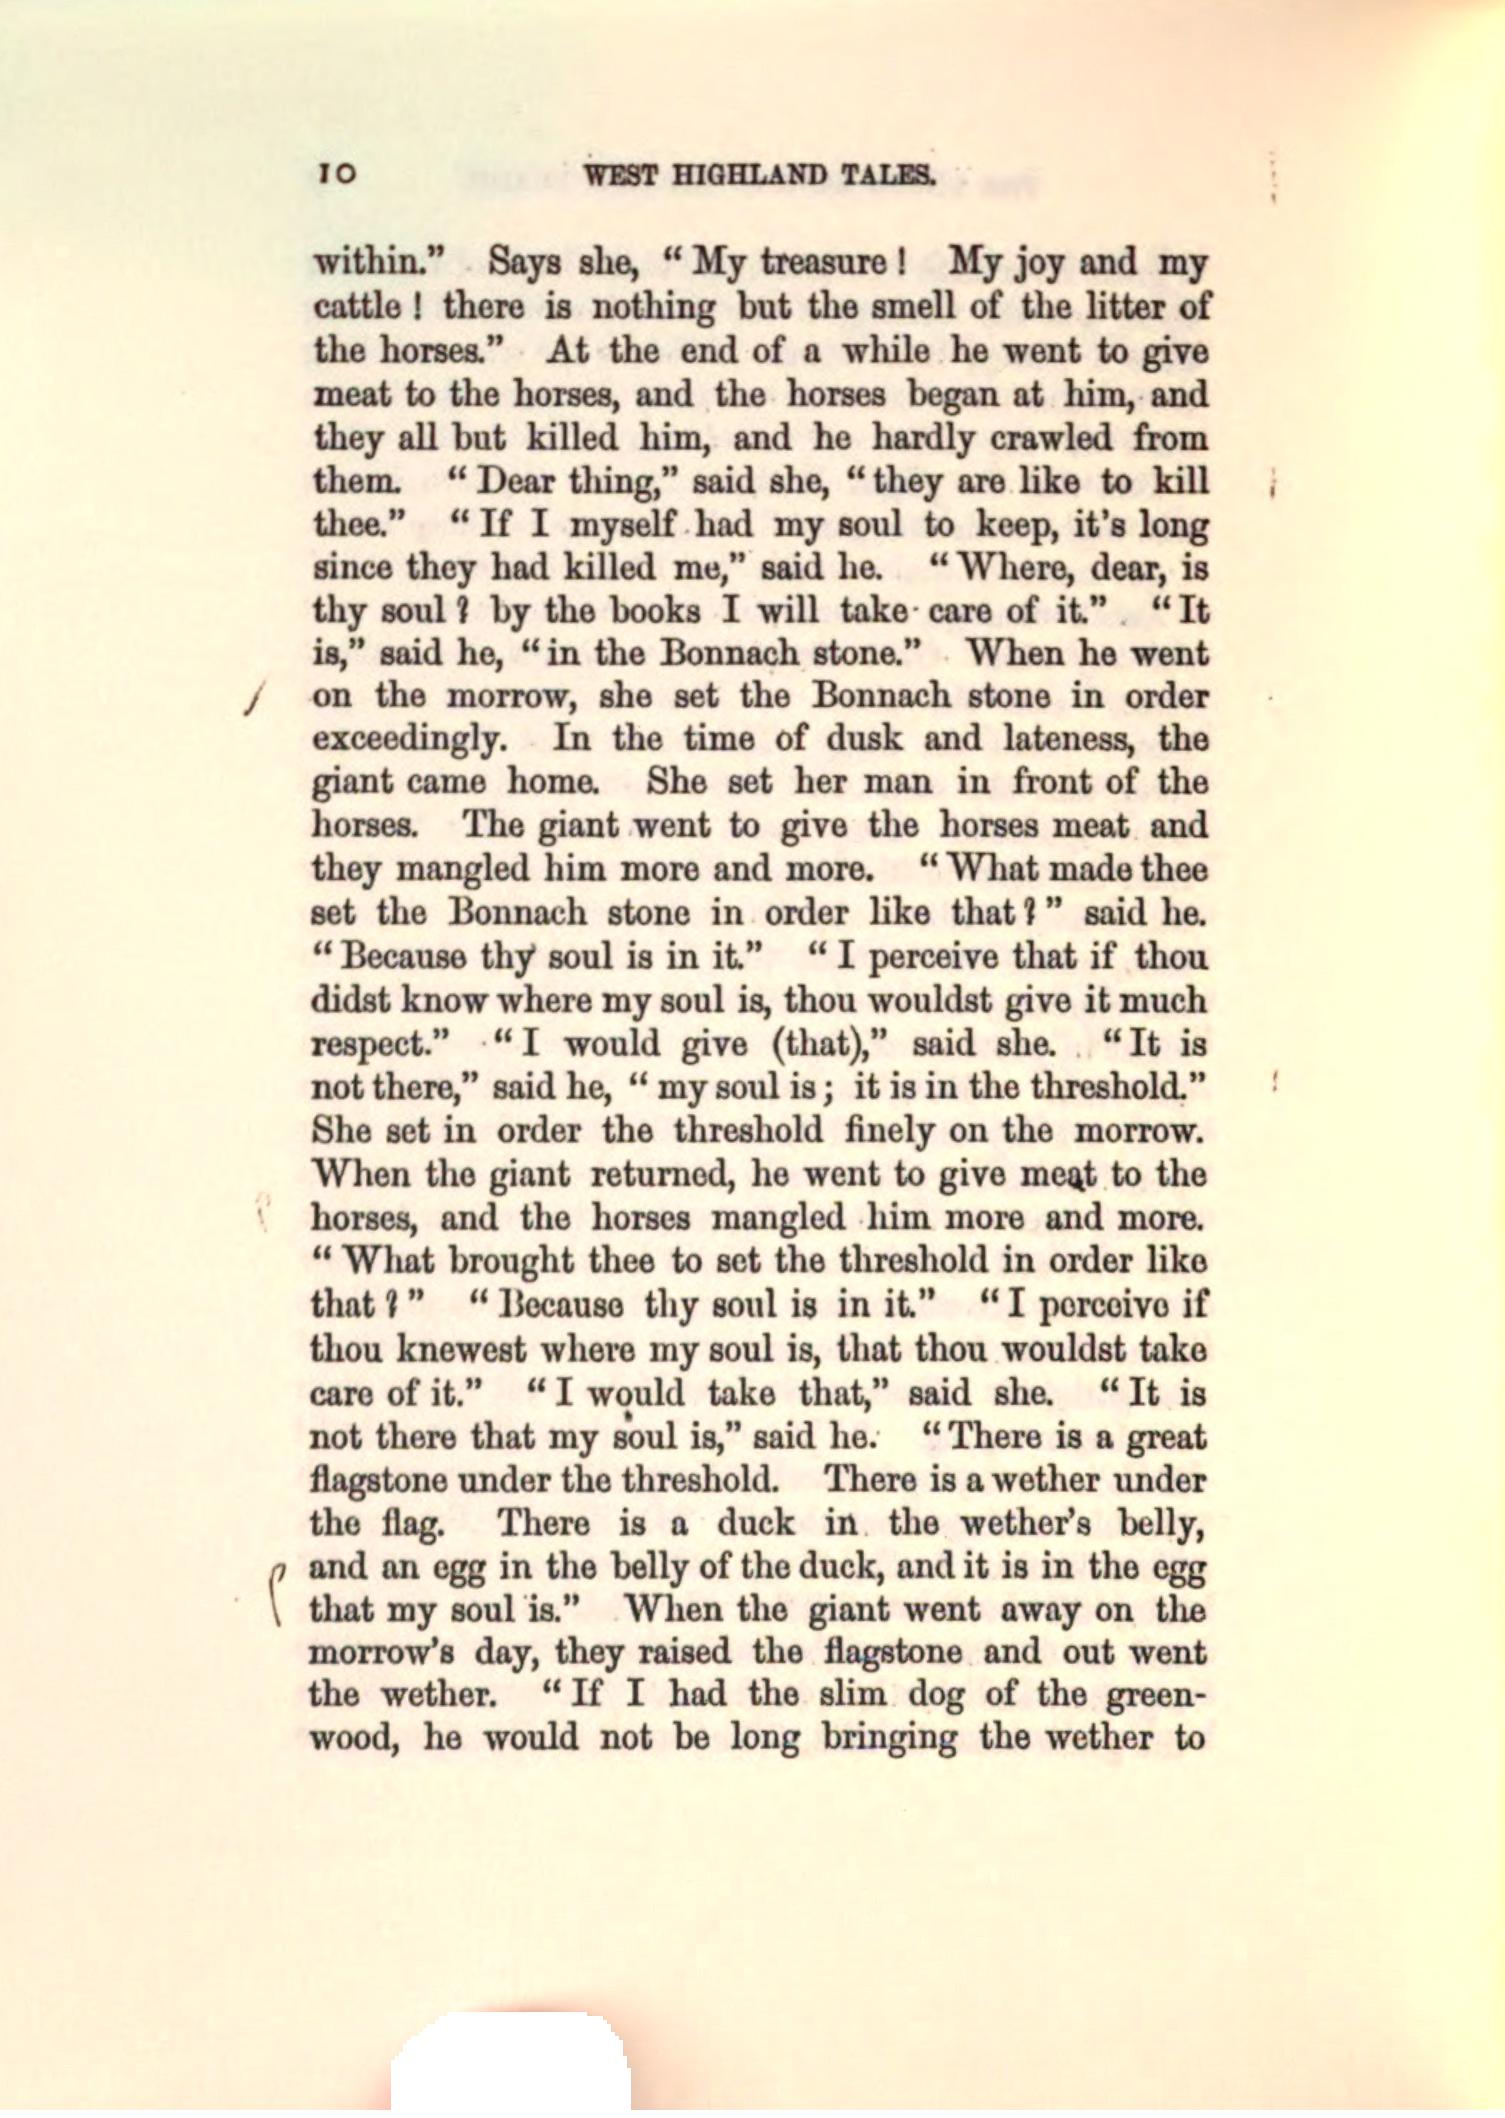 10 WEST HIGHLAND TALES.
within.” Says she, “My treasure! My joy and my
cattle! there is nothing but the smell of the litter of
the horses.” At the end of a while he went to give
meat to the horses, and the horses began at him, and
they all but killed him, and he hardly crawled from
them. “Dear thing,” said she, “they are like to kill
thee.” “If I myself had my soul to keep, it’s long
since they had killed me,” said he. “Where, dear, is
thy soul? by the books I will take care of it.” “It
is,” said he, “in the Bonnach stone.” When he went
on the morrow, she set the Bonnach stone in order
exceedingly. In the time of dusk and lateness, the
giant came home. She set her man in front of the
horses. The giant went to give the horses meat and
they mangled him more and more. “What made thee
set the Bonnach stone in order like that?” said he.
“Because thy soul is in it.” “I perceive that if thou
didst know where my soul is, thou wouldst give it much
respect.” “I would give (that),” said she. “It is
not there,” said he, “my soul is; it is in the threshold.”
She set in order the threshold finely on the morrow.
When the giant returned, he went to give meat to the
horses, and the horses mangled him more and more.
“What brought thee to set the threshold in order like
that?” “Because thy soul is in it.” “I perceive if
thou knewest where my soul is, that thou wouldst take
care of it.” “I would take that,” said she. “It is
not there that my soul is,” said he. “There is a great
flagstone under the threshold. There is a wether under
the flag. There is a duck in the wether’s belly,
and an egg in the belly of the duck, and it is in the egg
that my soul is.” When the giant went away on the
morrow’s day, they raised the flagstone and out went
the wether. “If I had the slim dog of the green-
wood, he would not be long bringing the wether to